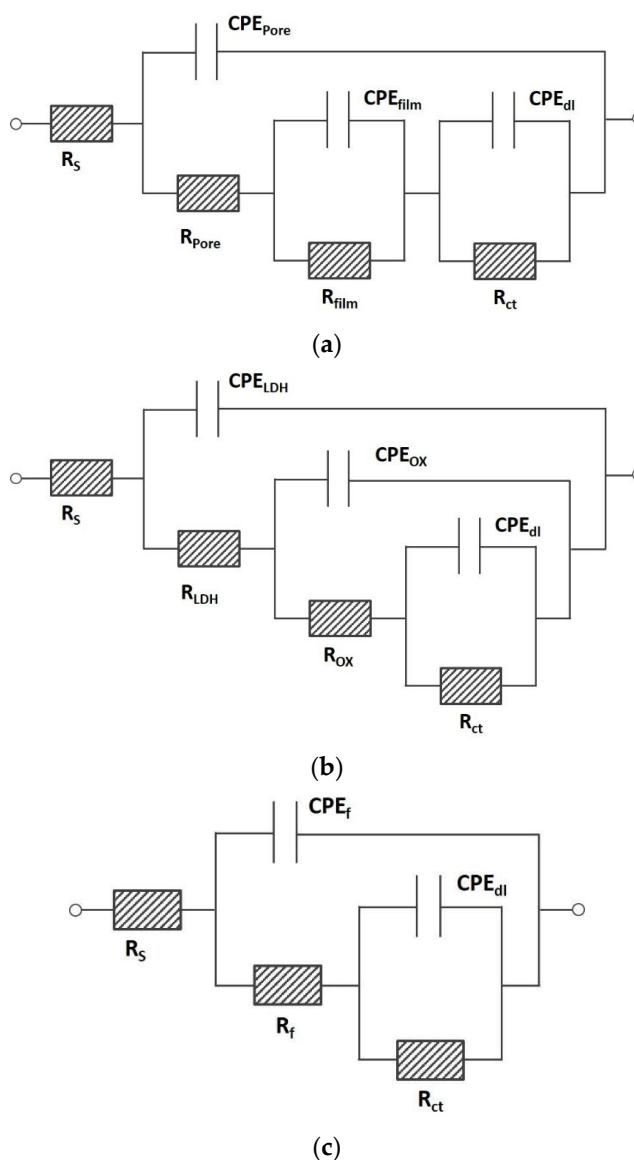 CPE_Pore
CPE_film
CPE_dl
R_S
R_Pore
R_film
R_ct
(a)
CPE_LDH
CPE_OX
R_S
CPE_dl
R_LDH
R_OX
R_ct
(b)
CPE_f
CPE_dl
R_S
R_f
R_ct
(c)